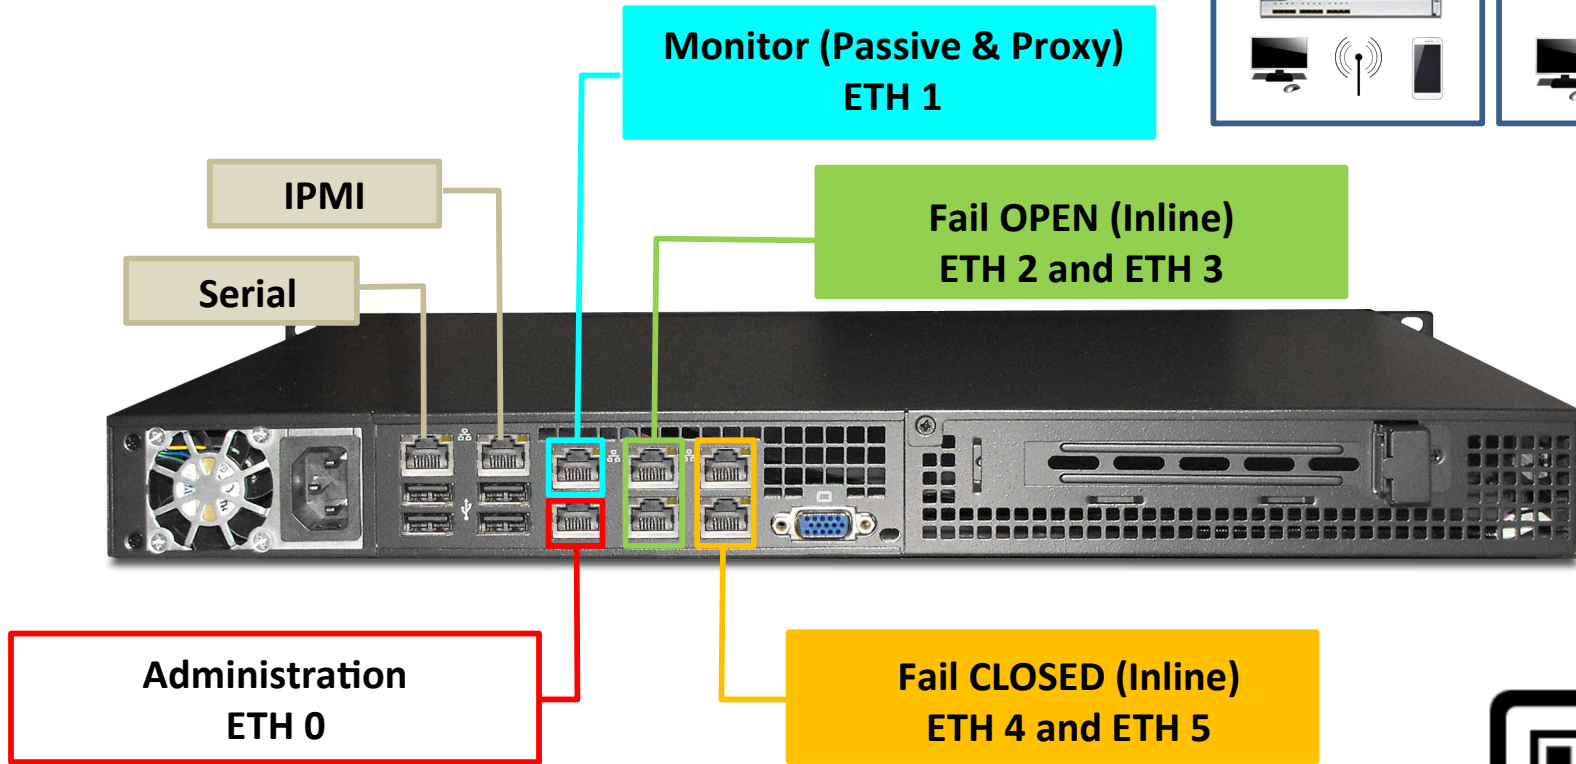 Monitor (Passive & Proxy)
ETH 1
IPMI
Fail OPEN (Inline)
ETH 2 and ETH 3
Serial
Administration
ETH 0
Fail CLOSED (Inline)
ETH 4 and ETH 5